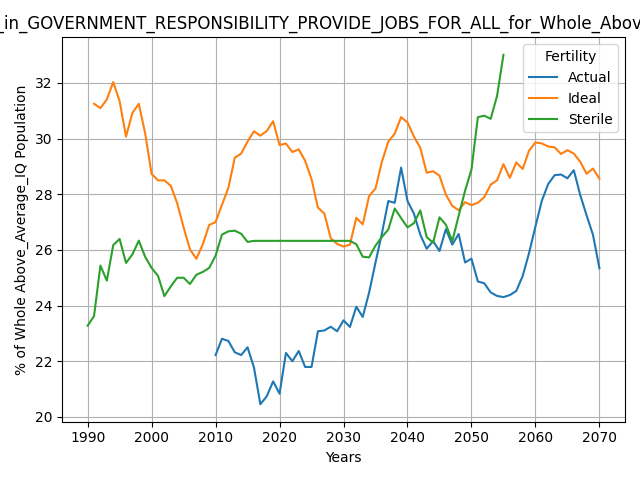 _in_GOVERNMENT_RESPONSIBILITY_PROVIDE_JOBS_FOR_ALL_for_Whole_Abov
Fertility
Actual
Ideal
Sterile
% of Whole Above_Average_IQ Population
32
30
28
26
24
22
20
1990 2000 2010 2020 2030 2040 2050 2060 2070
Years